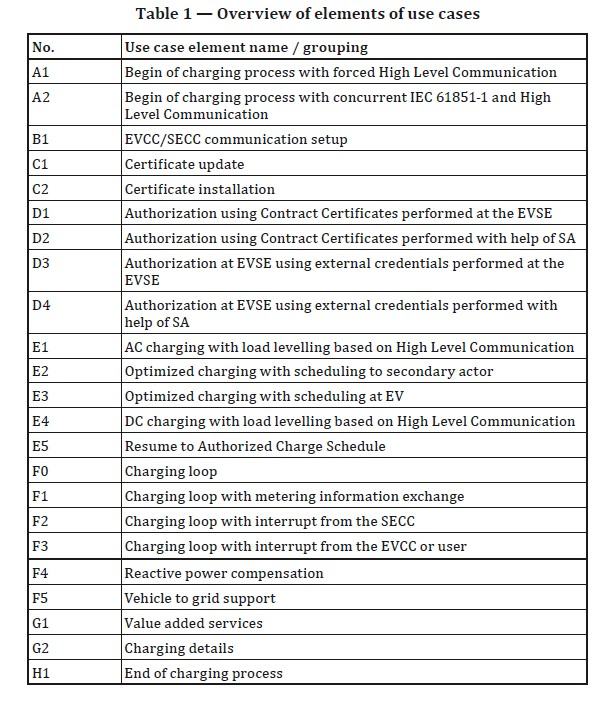 Table 1 — Overview of elements of use cases
No. Use case element name / grouping
A1 Begin of charging process with forced High Level Communication
A2 Begin of charging process with concurrent IEC 61851-1 and High
Level Communication
B1 EVCC/SECC communication setup
C1 Certificate update
C2 Certificate installation
D1 Authorization using Contract Certificates performed at the EVSE
D2 Authorization using Contract Certificates performed with help of SA
D3 Authorization at EVSE using external credentials performed at the
EVSE
D4 Authorization at EVSE using external credentials performed with
help of SA
E1 AC charging with load levelling based on High Level Communication
E2 Optimized charging with scheduling to secondary actor
E3 Optimized charging with scheduling at EV
E4 DC charging with load levelling based on High Level Communication
E5 Resume to Authorized Charge Schedule
F0 Charging loop
F1 Charging loop with metering information exchange
F2 Charging loop with interrupt from the SECC
F3 Charging loop with interrupt from the EVCC or user
F4 Reactive power compensation
F5 Vehicle to grid support
G1 Value added services
G2 Charging details
H1 End of charging process